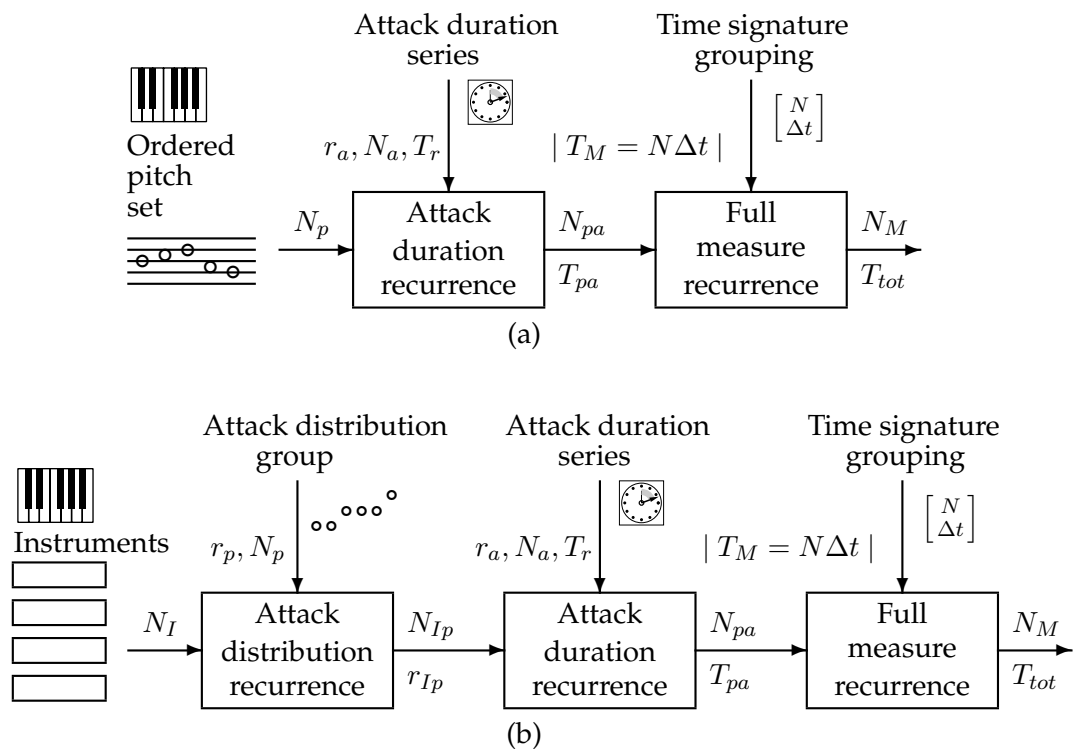 Attack duration
series
Time signature
grouping
Ordered
pitch
set
r_a, N_a, T_r
| T_M = NΔt |
[N
Δt]
N_p
Attack
duration
recurrence
N_pa
T_pa
Full
measure
recurrence
N_M
T_tot
(a)
Attack distribution
group
Attack duration
series
Time signature
grouping
Instruments
r_p, N_p
r_a, N_a, T_r
| T_M = NΔt |
[N
Δt]
N_I
Attack
distribution
recurrence
N_Ip
r_Ip
Attack
duration
recurrence
N_pa
T_pa
Full
measure
recurrence
N_M
T_tot
(b)